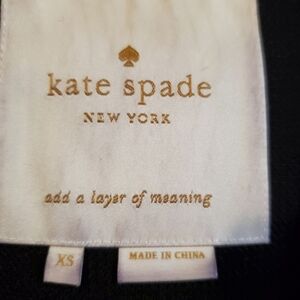 kate spade
NEW YORK
add a layer of meaning
XS
MADE IN CHINA